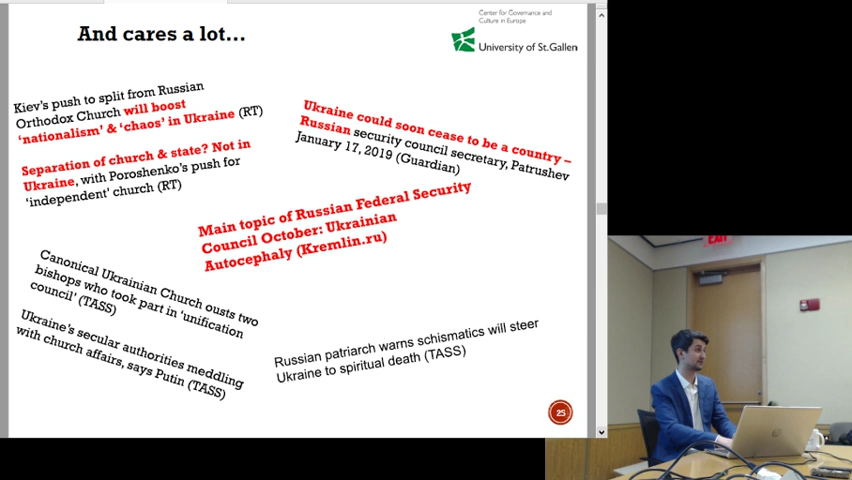 And cares a lot...
Center for Governance and
Culture in Europe
University of St.Gallen
Kiev's push to split from Russian
Orthodox Church will boost
'nationalism' & 'chaos' in Ukraine (RT)
Separation of church & state? Not in
Ukraine, with Poroshenko's push for
'independent' church (RT)
Ukraine could soon cease to be a country –
Russian security council secretary, Patrushev
January 17, 2019 (Guardian)
Main topic of Russian Federal Security
Council October: Ukrainian
Autocephaly (Kremlin.ru)
Canonical Ukrainian Church ousts two
bishops who took part in 'unification
council' (TASS)
Ukraine's secular authorities meddling
with church affairs, says Putin (TASS)
Russian patriarch warns schismatics will steer
Ukraine to spiritual death (TASS)
25
EXIT